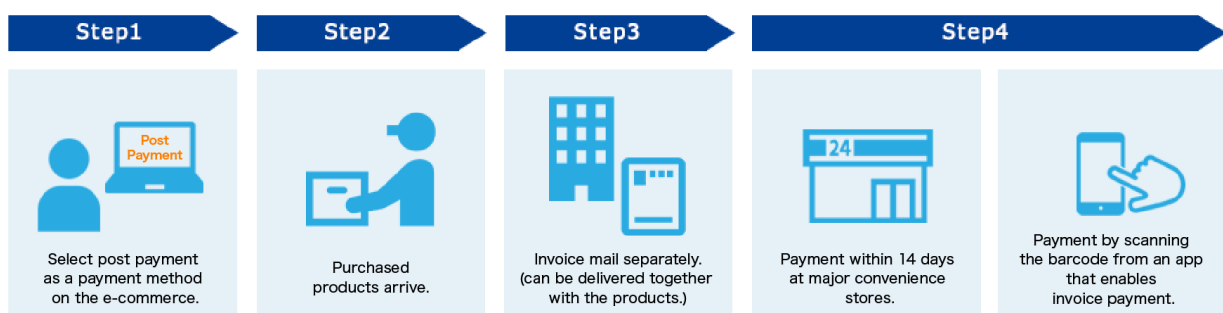 Step1
Step2
Step3
Step4
Post
Payment
Select post payment
as a payment method
on the e-commerce.
Purchased
products arrive.
Invoice mail separately.
(can be delivered together
with the products.)
24
Payment within 14 days
at major convenience
stores.
Payment by scanning
the barcode from an app
that enables
invoice payment.